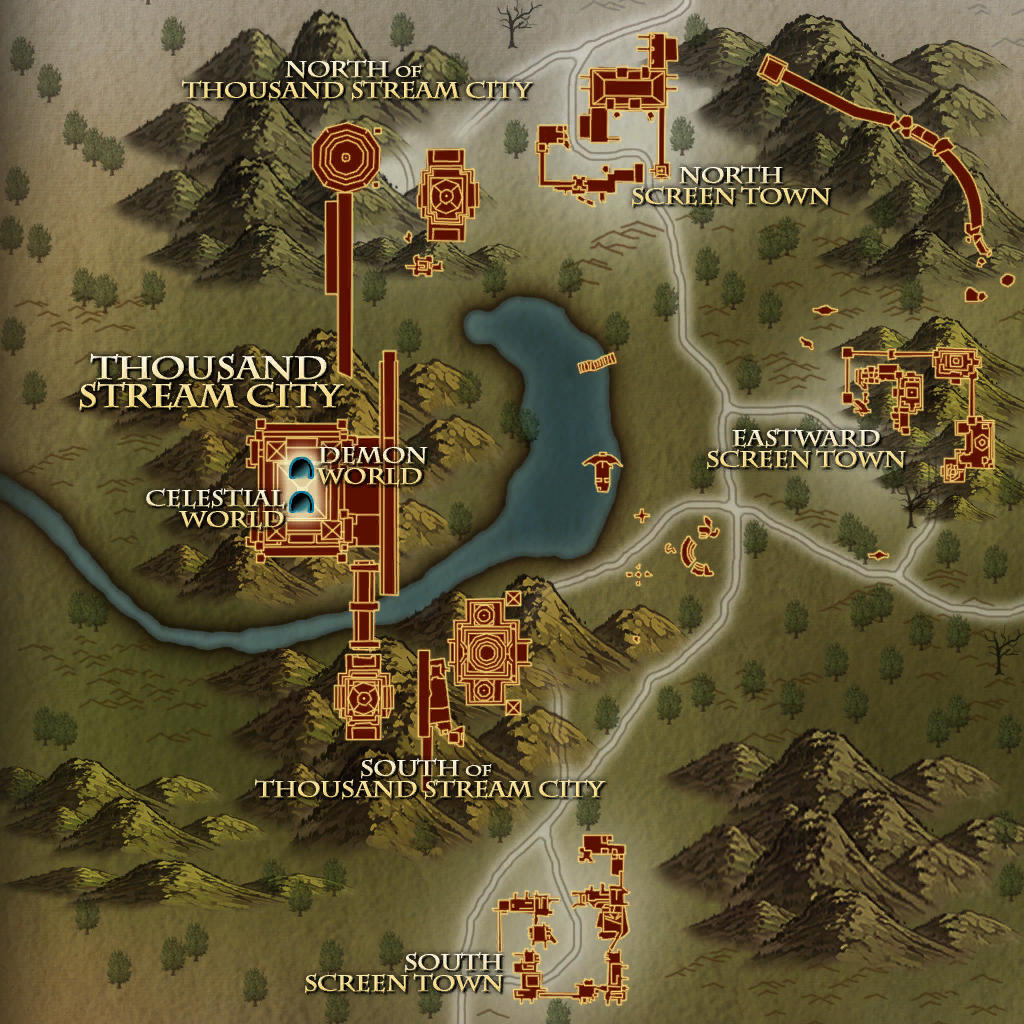 NORTH OF
THOUSAND STREAM CITY
NORTH
SCREEN TOWN
THOUSAND
STREAM CITY
EASTWARD
SCREEN TOWN
DEMON
WORLD
CELESTIAL
WORLD
SOUTH OF
THOUSAND STREAM CITY
SOUTH
SCREEN TOWN